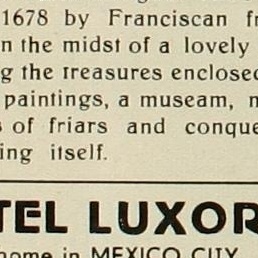 1678 by Franciscan fr
n the midst of a lovely
g the treasures enclosed
paintings, a museam, n
s of friars and conque
ing itself.
TEL LUXOR
home in MEXICO CITY